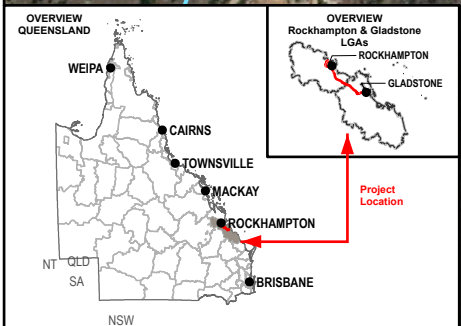 OVERVIEW
QUEENSLAND
WEIPA
CAIRNS
TOWNSVILLE
MACKAY
ROCKHAMPTON
BRISBANE
NT
QLD
SA
NSW
OVERVIEW
Rockhampton & Gladstone
LGAs
ROCKHAMPTON
GLADSTONE
Project
Location